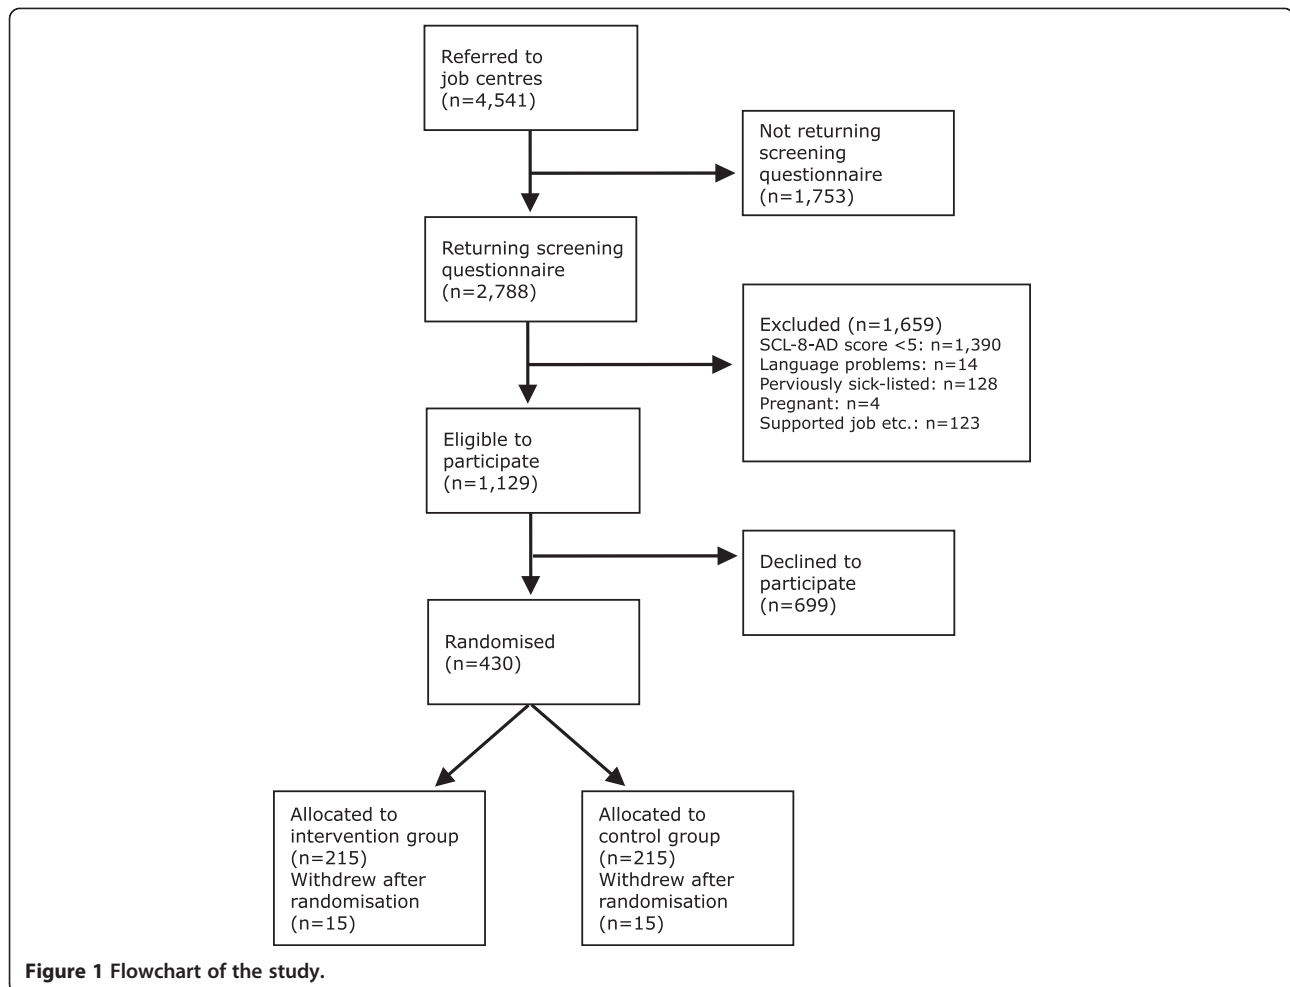 Referred to
job centres
(n=4,541)
Not returning
screening
questionnaire
(n=1,753)
Returning screening
questionnaire
(n=2,788)
Excluded (n=1,659)
SCL-8-AD score <5: n=1,390
Language problems: n=14
Perviously sick-listed: n=128
Pregnant: n=4
Supported job etc.: n=123
Eligible to
participate
(n=1,129)
Declined to
participate
(n=699)
Randomised
(n=430)
Allocated to
intervention group
(n=215)
Withdrew after
randomisation
(n=15)
Allocated to
control group
(n=215)
Withdrew after
randomisation
(n=15)
Figure 1 Flowchart of the study.